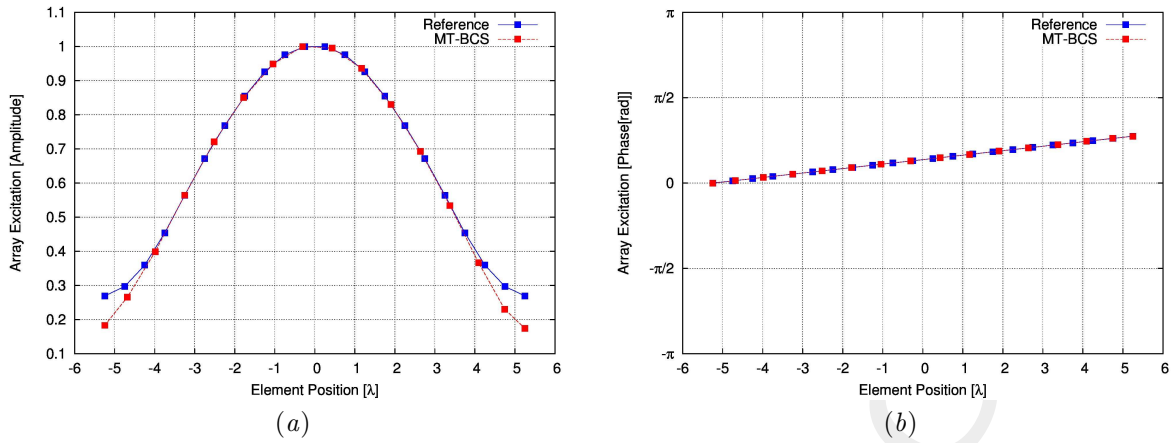 Reference
MT-BCS
1
0.9
0.8
0.7
0.6
0.5
0.4
0.3
0.2
0.1
Array Excitation [Amplitude]
-6 -5 -4 -3 -2 -1 0 1 2 3 4 5 6
Element Position [λ]
(a)
Reference
MT-BCS
π
π/2
0
-π/2
-π
Array Excitation [Phase[rad]]
-6 -5 -4 -3 -2 -1 0 1 2 3 4 5 6
Element Position [λ]
(b)